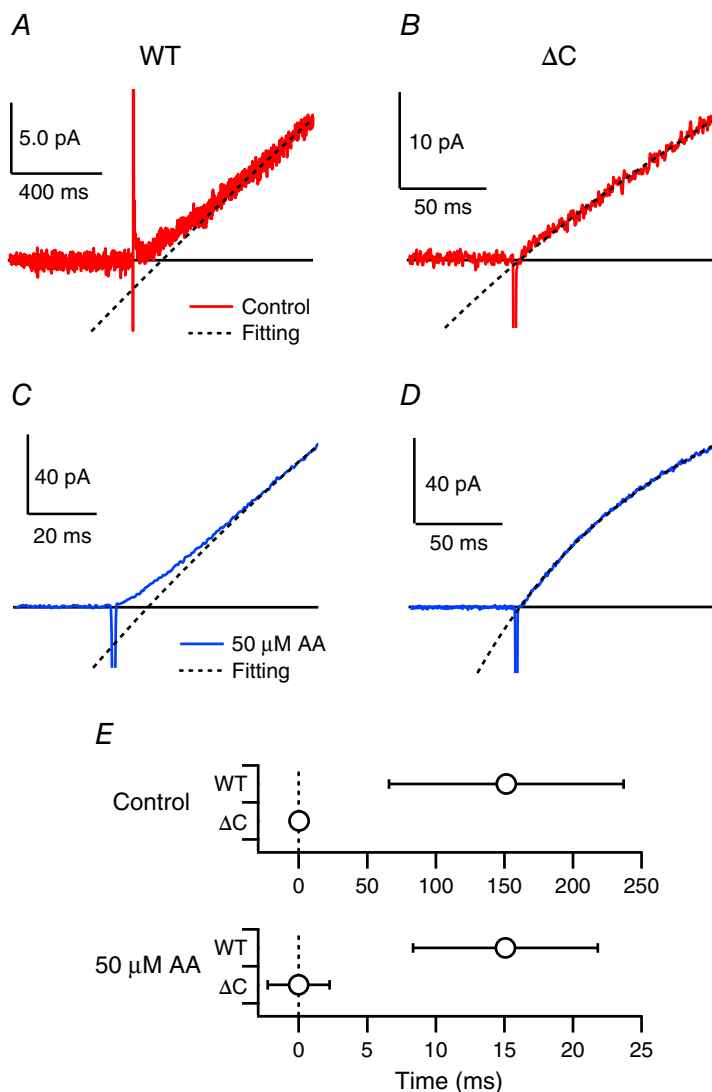 A
WT
5.0 pA
400 ms
Control
Fitting
B
ΔC
10 pA
50 ms
C
40 pA
20 ms
50 μM AA
Fitting
D
40 pA
50 ms
E
Control
WT
ΔC
0 50 100 150 200 250
50 μM AA
WT
ΔC
0 5 10 15 20 25
Time (ms)